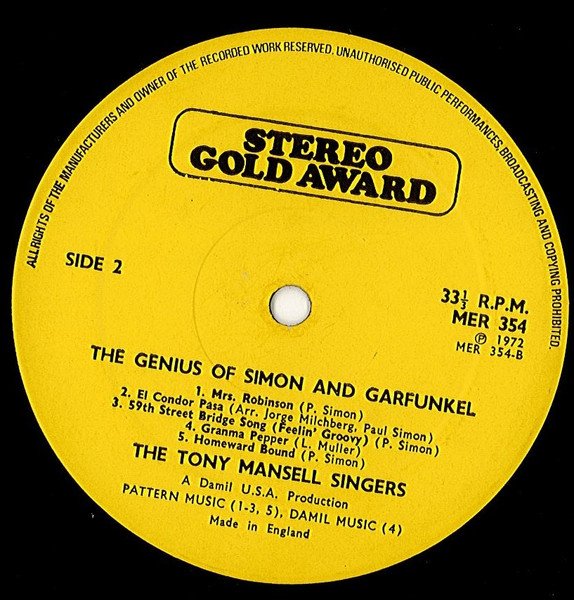 ALL RIGHTS OF THE MANUFACTURERS AND OWNER OF THE RECORDED WORK RESERVED. UNAUTHORISED PUBLIC PERFORMANCES, BROADCASTING AND COPYING PROHIBITED.
STEREO
GOLD AWARD
SIDE 2
33⅓ R.P.M.
MER 354
Ⓟ 1972
MER 354-B
THE GENIUS OF SIMON AND GARFUNKEL
1. Mrs. Robinson (P. Simon)
2. El Condor Pasa (Arr. Jorge Milchberg, Paul Simon)
3. 59th Street Bridge Song (Feelin' Groovy) (P. Simon)
4. Granma Pepper (L. Muller)
5. Homeward Bound (P. Simon)
THE TONY MANSELL SINGERS
A Damil U.S.A. Production
PATTERN MUSIC (1-3, 5), DAMIL MUSIC (4)
Made in England